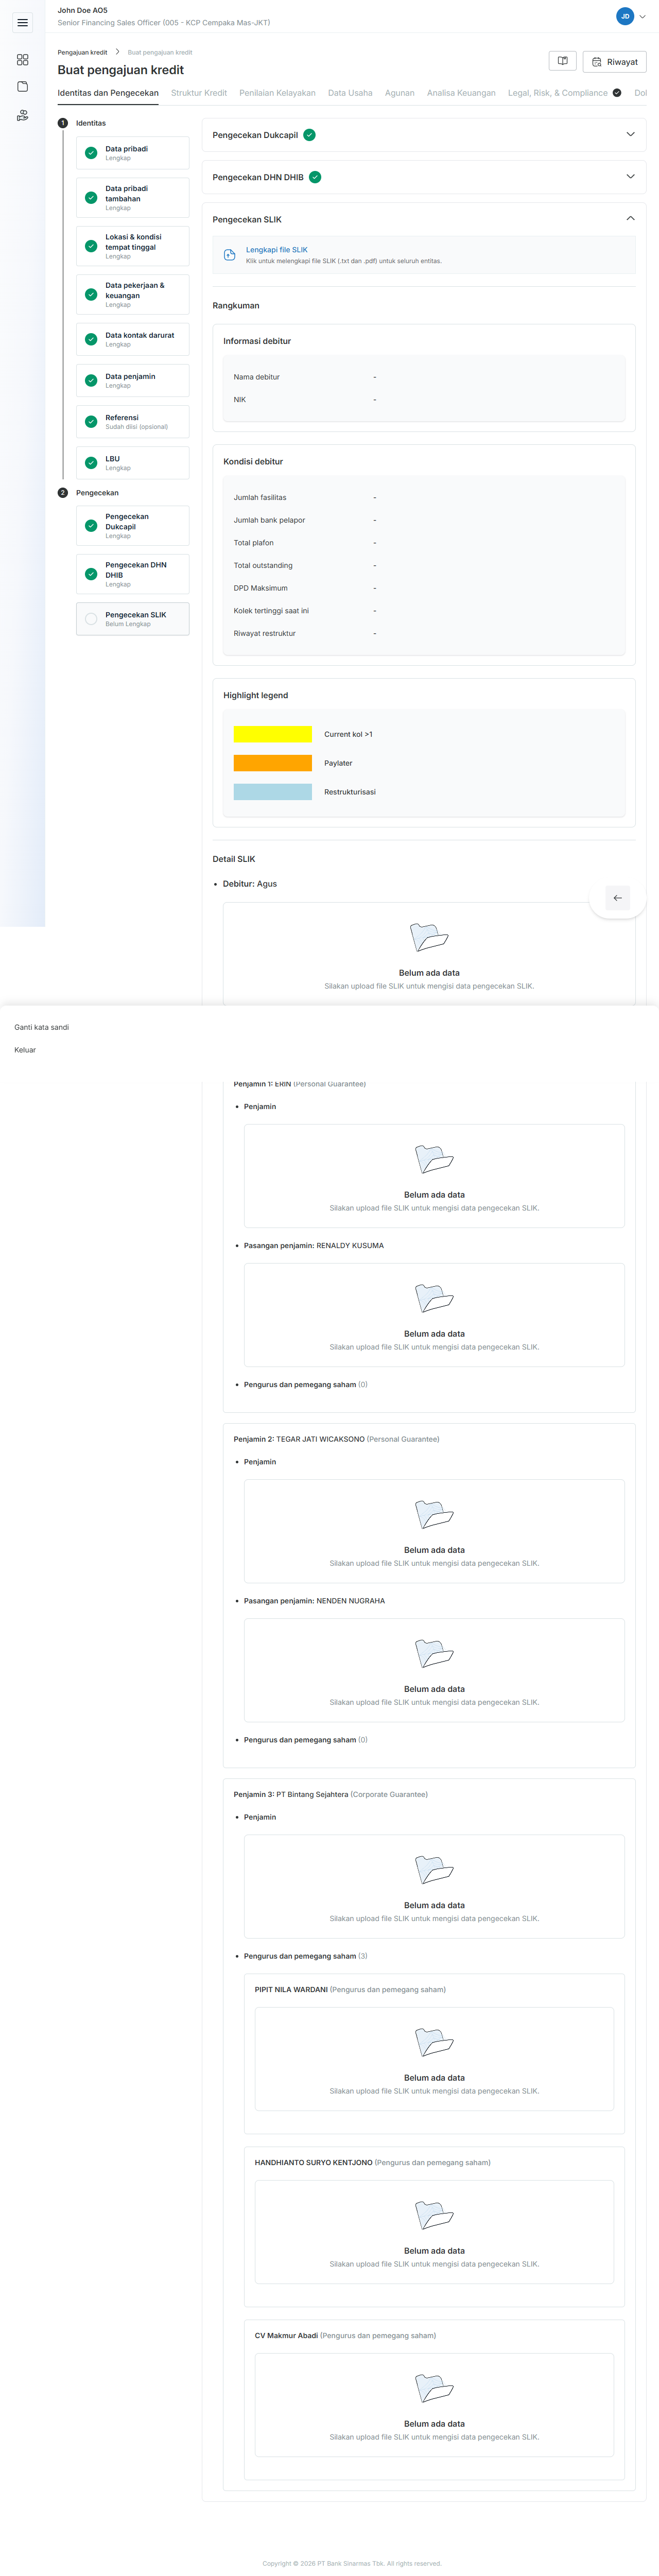 John Doe AO5
Senior Financing Sales Officer (005 - KCP Cempaka Mas-JKT)
JD
Pengajuan kredit
Buat pengajuan kredit
Buat pengajuan kredit
Riwayat
Identitas dan Pengecekan
Struktur Kredit
Penilaian Kelayakan
Data Usaha
Agunan
Analisa Keuangan
Legal, Risk, & Compliance
1
Identitas
Data pribadi
Lengkap
Data pribadi
tambahan
Lengkap
Lokasi & kondisi
tempat tinggal
Lengkap
Data pekerjaan &
keuangan
Lengkap
Data kontak darurat
Lengkap
Data penjamin
Lengkap
Referensi
Sudah diisi (opsional)
LBU
Lengkap
2
Pengecekan
Pengecekan
Dukcapil
Lengkap
Pengecekan DHN
DHIB
Lengkap
Pengecekan SLIK
Belum Lengkap
Pengecekan Dukcapil
Pengecekan DHN DHIB
Pengecekan SLIK
Lengkapi file SLIK
Klik untuk melengkapi file SLIK (.txt dan .pdf) untuk seluruh entitas.
Rangkuman
Informasi debitur
Nama debitur -
NIK -
Kondisi debitur
Jumlah fasilitas -
Jumlah bank pelapor -
Total plafon -
Total outstanding -
DPD Maksimum -
Kolek tertinggi saat ini -
Riwayat restruktur -
Highlight legend
Current kol >1
Paylater
Restrukturisasi
Detail SLIK
Debitur: Agus
Belum ada data
Silakan upload file SLIK untuk mengisi data pengecekan SLIK.
Ganti kata sandi
Keluar
Penjamin 1: ERIN (Personal Guarantee)
Penjamin
Belum ada data
Silakan upload file SLIK untuk mengisi data pengecekan SLIK.
Pasangan penjamin: RENALDY KUSUMA
Belum ada data
Silakan upload file SLIK untuk mengisi data pengecekan SLIK.
Pengurus dan pemegang saham (0)
Penjamin 2: TEGAR JATI WICAKSONO (Personal Guarantee)
Penjamin
Belum ada data
Silakan upload file SLIK untuk mengisi data pengecekan SLIK.
Pasangan penjamin: NENDEN NUGRAHA
Belum ada data
Silakan upload file SLIK untuk mengisi data pengecekan SLIK.
Pengurus dan pemegang saham (0)
Penjamin 3: PT Bintang Sejahtera (Corporate Guarantee)
Penjamin
Belum ada data
Silakan upload file SLIK untuk mengisi data pengecekan SLIK.
Pengurus dan pemegang saham (3)
PIPIT NILA WARDANI (Pengurus dan pemegang saham)
Belum ada data
Silakan upload file SLIK untuk mengisi data pengecekan SLIK.
HANDHIANTO SURYO KENTJONO (Pengurus dan pemegang saham)
Belum ada data
Silakan upload file SLIK untuk mengisi data pengecekan SLIK.
CV Makmur Abadi (Pengurus dan pemegang saham)
Belum ada data
Silakan upload file SLIK untuk mengisi data pengecekan SLIK.
Copyright © 2026 PT Bank Sinarmas Tbk. All rights reserved.